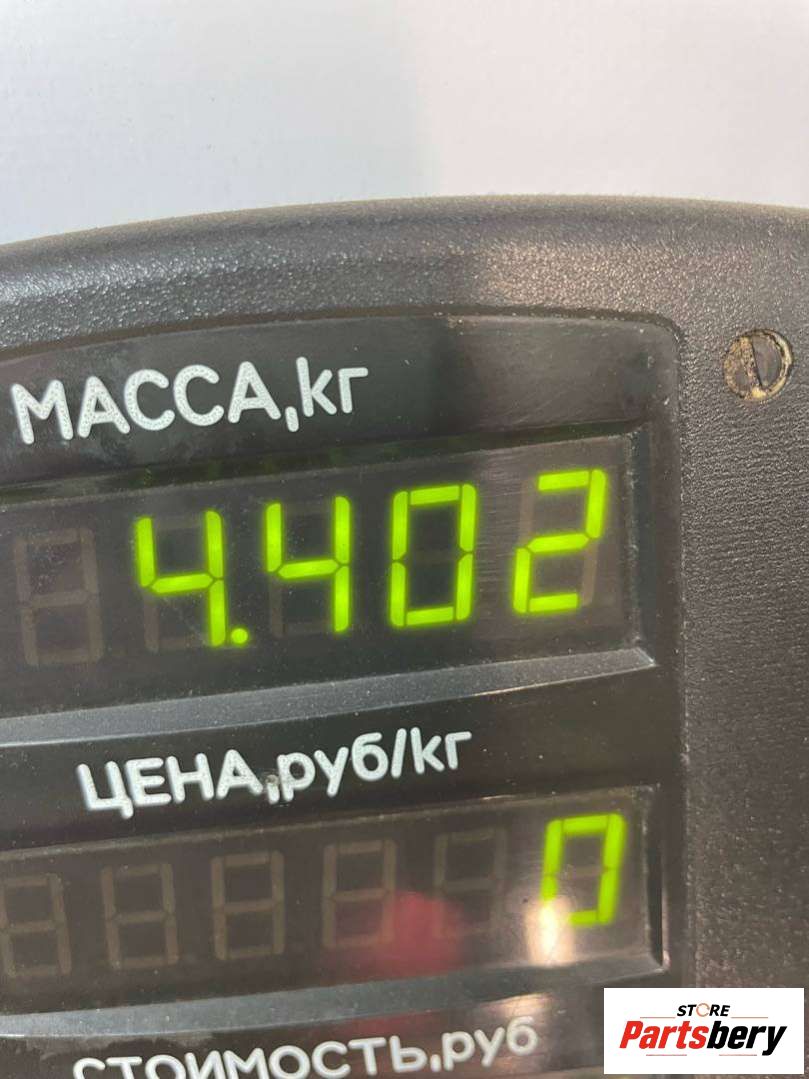 МАССА,кг
4.402
ЦЕНА,руб/кг
0
СТОИМОСТЬ,руб
STORE
Partsbery